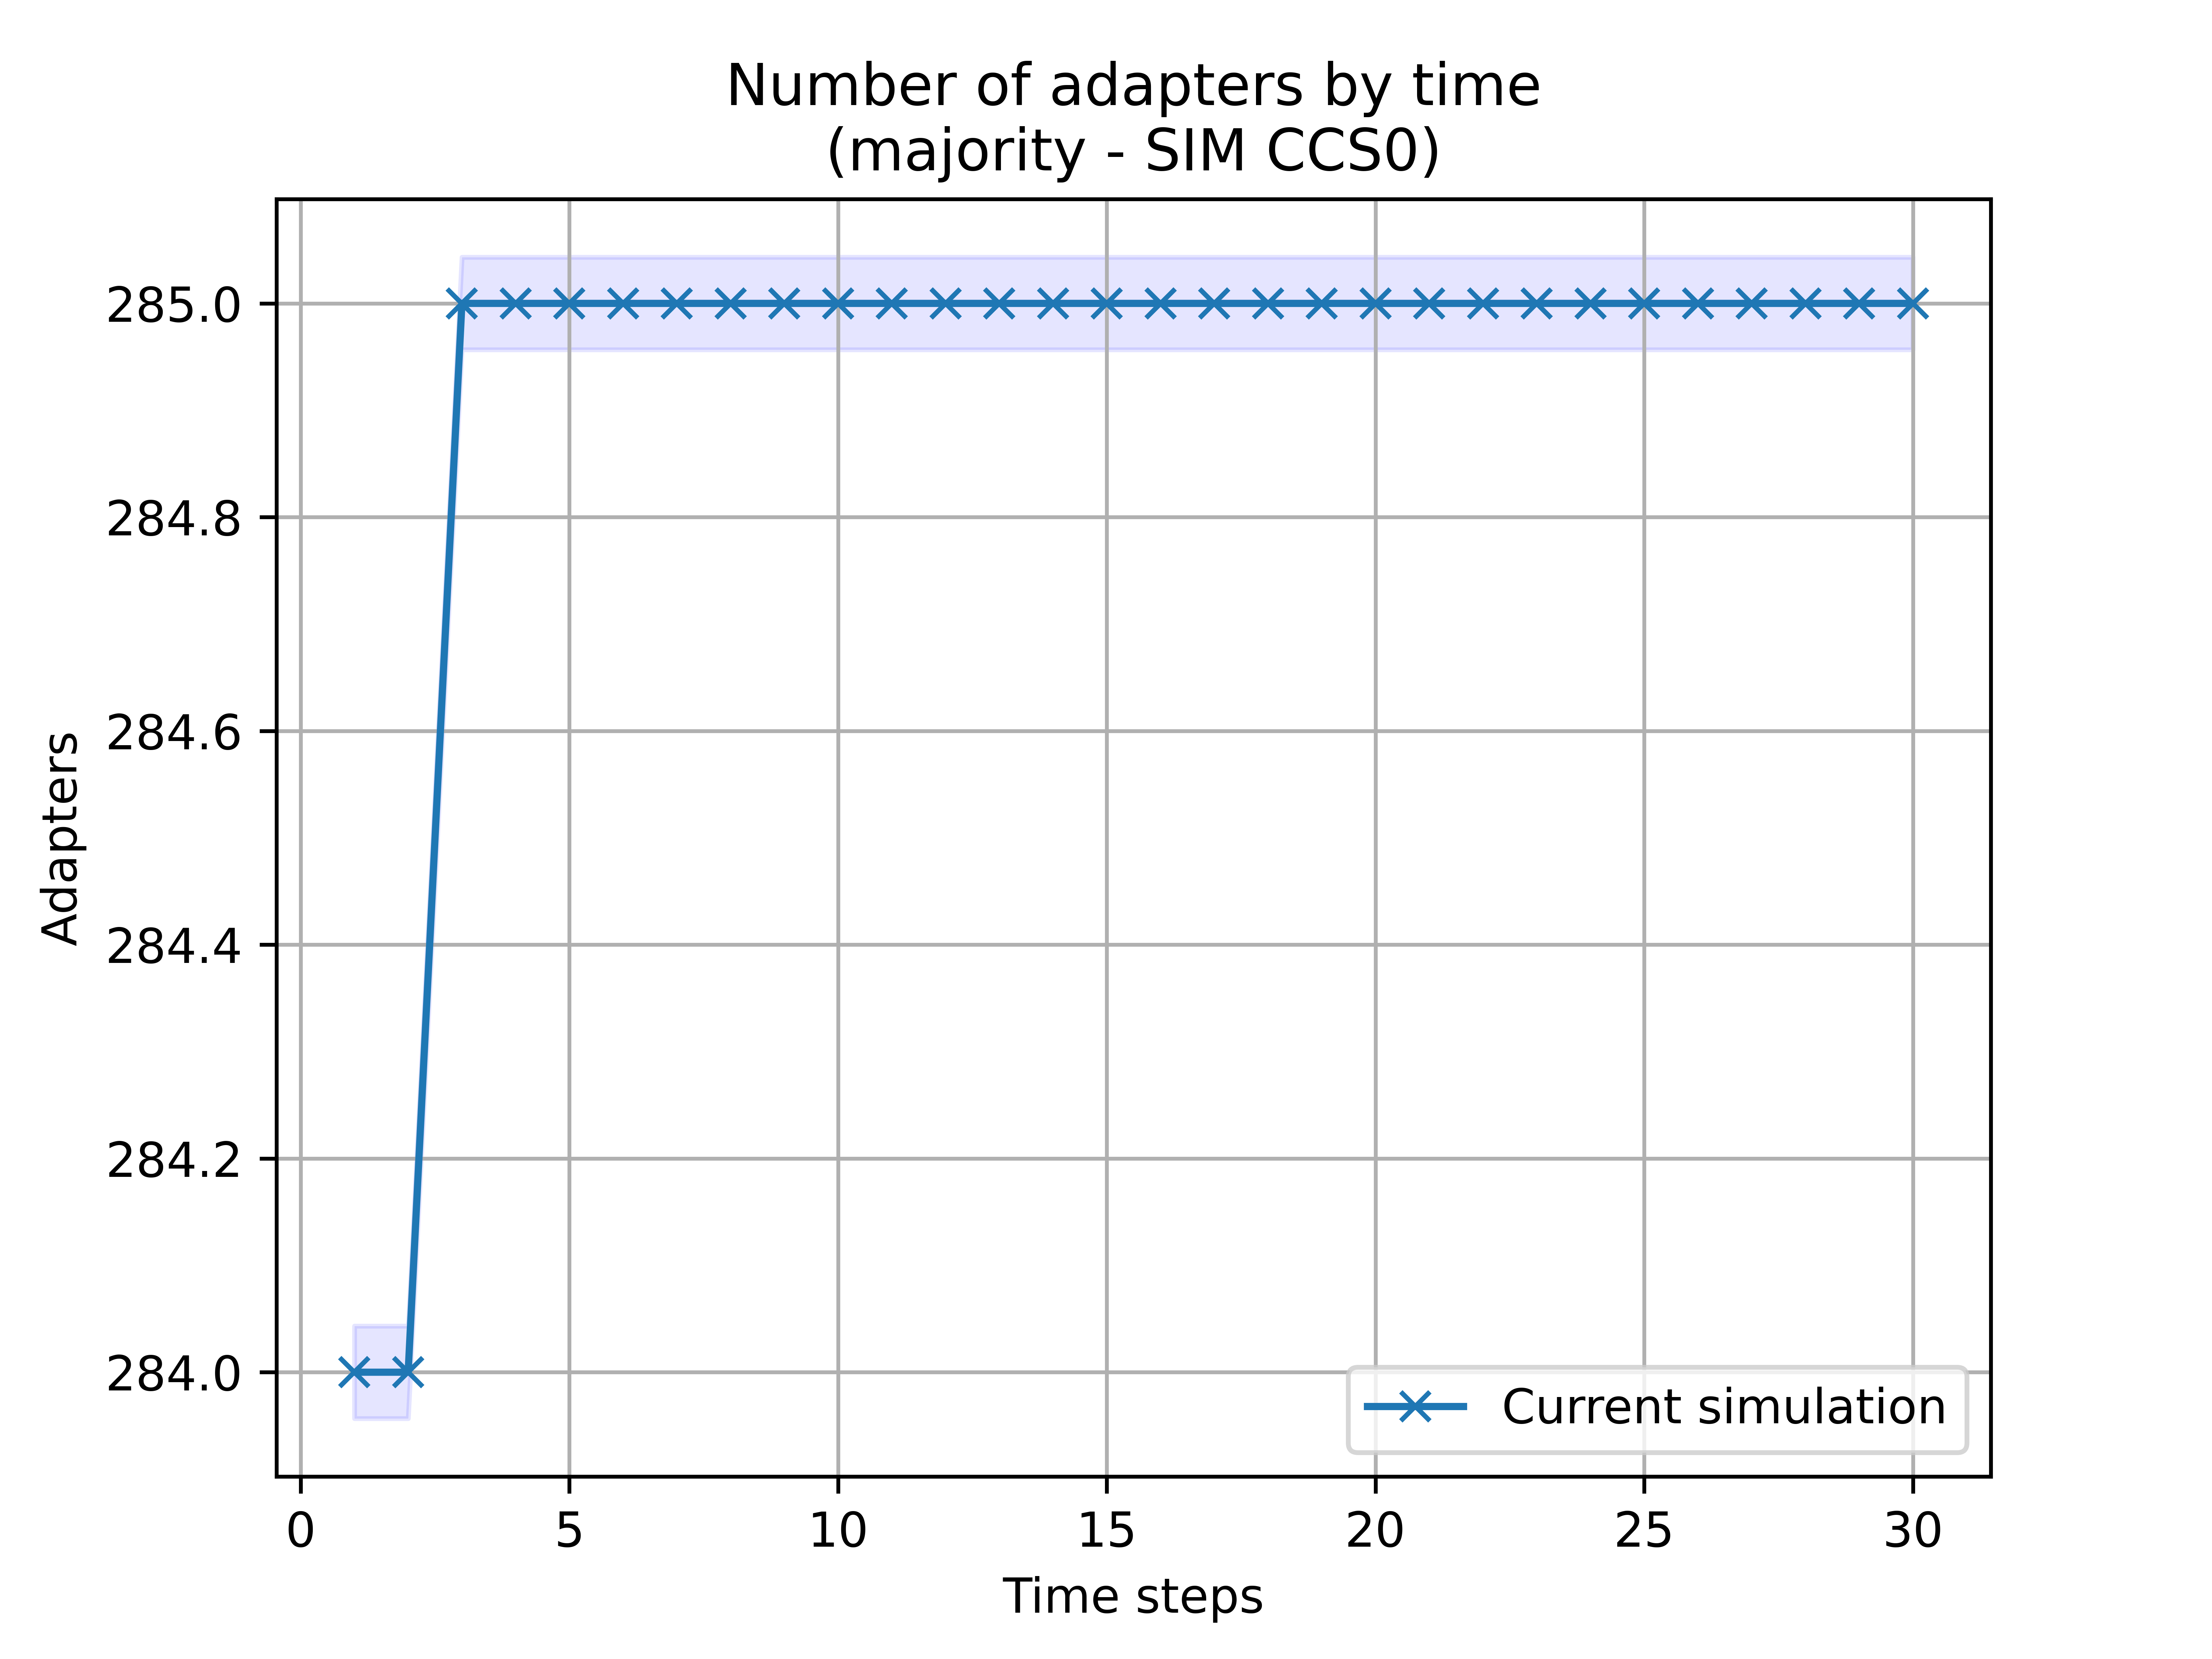 Number of adapters by time
(majority - SIM CCS0)
285.0
284.8
284.6
284.4
284.2
284.0
Adapters
Current simulation
0 5 10 15 20 25 30
Time steps